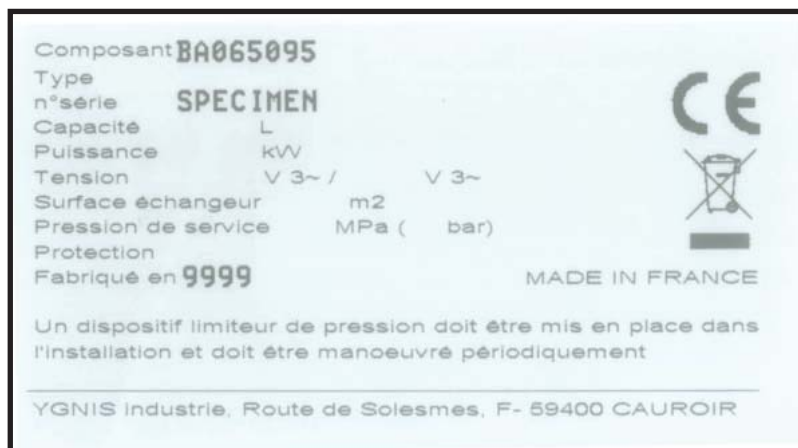 Composant BA065095
Type
n°série SPECIMEN
Capacité L
Puissance kW
Tension V 3~ / V 3~
Surface échangeur m2
Pression de service MPa ( bar)
Protection
Fabriqué en 9999 MADE IN FRANCE
CE
Un dispositif limiteur de pression doit être mis en place dans
l'installation et doit être manoeuvré périodiquement
YGNIS industrie, Route de Solesmes, F- 59400 CAUROIR